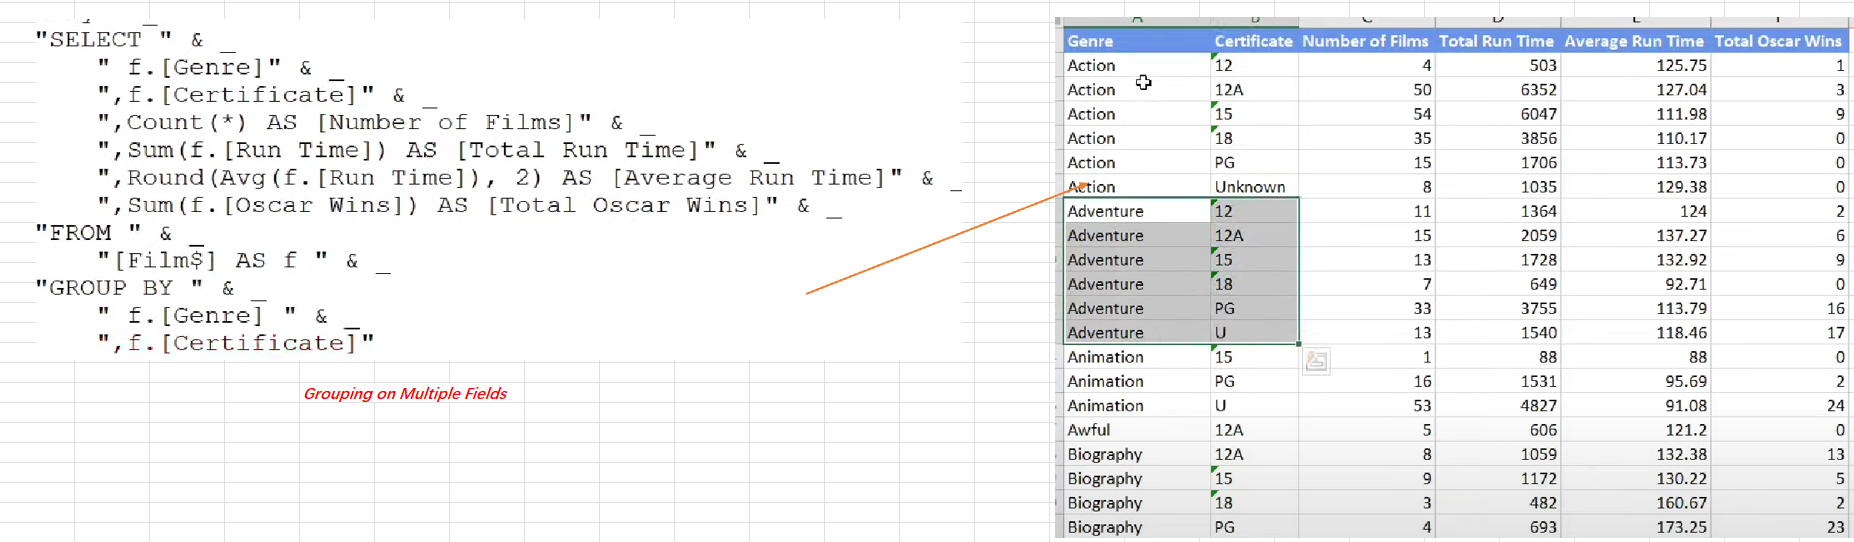 "SELECT " & _
" f.[Genre]" & _
",f.[Certificate]" & _
",Count(*) AS [Number of Films]" & _
",Sum(f.[Run Time]) AS [Total Run Time]" & _
",Round(Avg(f.[Run Time]), 2) AS [Average Run Time]" & _
",Sum(f.[Oscar Wins]) AS [Total Oscar Wins]" & _
"FROM " & _
"[Film$] AS f " & _
"GROUP BY " & _
" f.[Genre] " & _
",f.[Certificate]"
Grouping on Multiple Fields
Genre Certificate Number of Films Total Run Time Average Run Time Total Oscar Wins
Action 12 4 503 125.75 1
Action 12A 50 6352 127.04 3
Action 15 54 6047 111.98 9
Action 18 35 3856 110.17 0
Action PG 15 1706 113.73 0
Action Unknown 8 1035 129.38 0
Adventure 12 11 1364 124 2
Adventure 12A 15 2059 137.27 6
Adventure 15 13 1728 132.92 9
Adventure 18 7 649 92.71 0
Adventure PG 33 3755 113.79 16
Adventure U 13 1540 118.46 17
Animation 15 1 88 88 0
Animation PG 16 1531 95.69 2
Animation U 53 4827 91.08 24
Awful 12A 5 606 121.2 0
Biography 12A 8 1059 132.38 13
Biography 15 9 1172 130.22 5
Biography 18 3 482 160.67 2
Biography PG 4 693 173.25 23